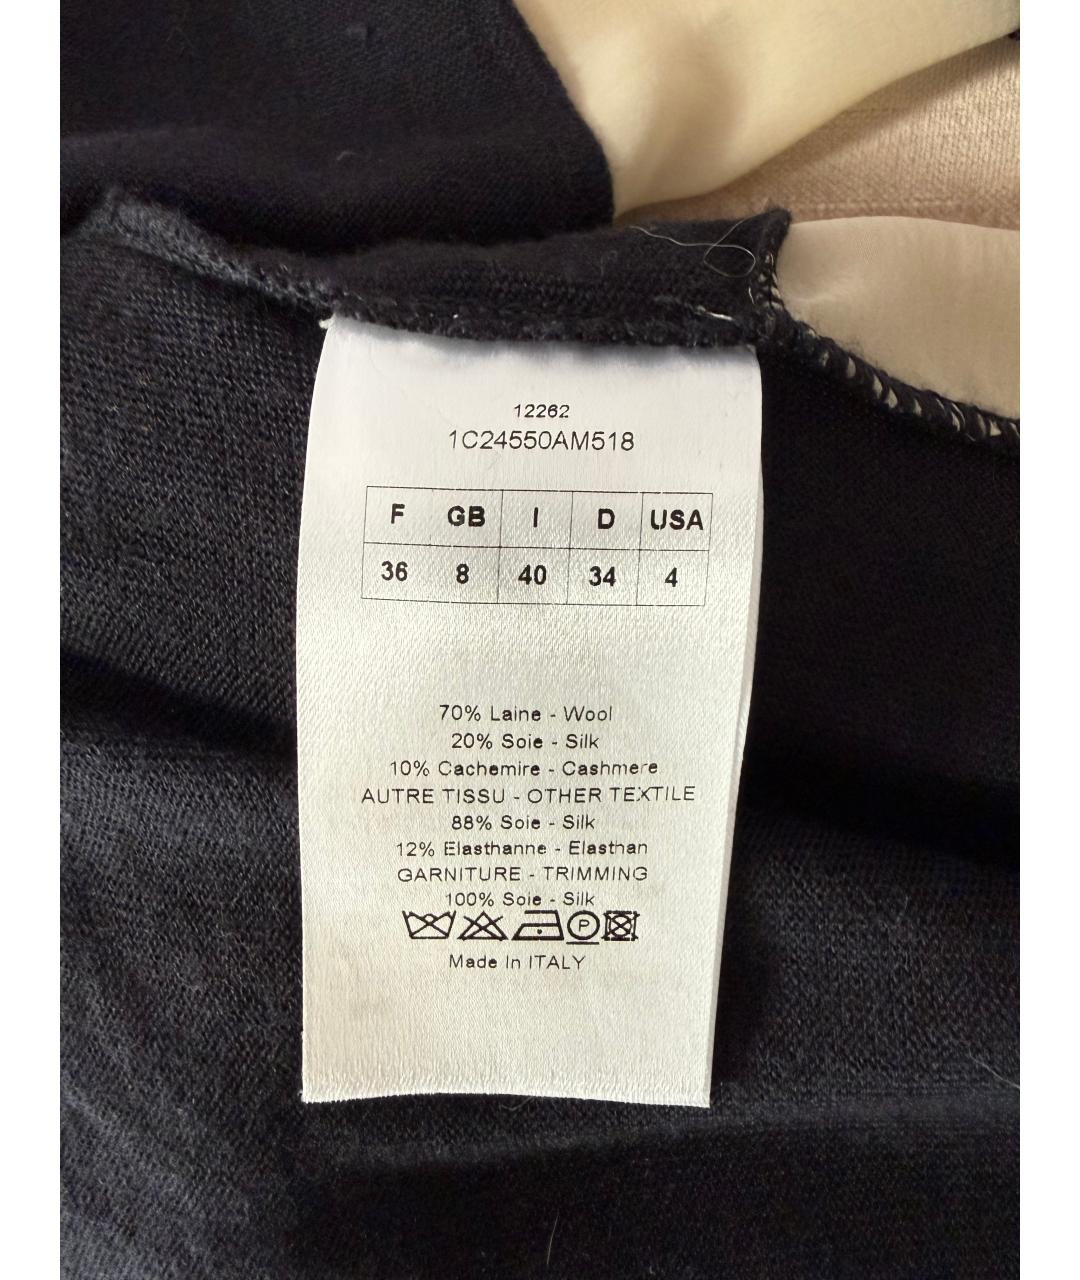 12262
1C24550AM518
F GB I D USA
36 8 40 34 4
70% Laine - Wool
20% Soie - Silk
10% Cachemire - Cashmere
AUTRE TISSU - OTHER TEXTILE
88% Soie - Silk
12% Elasthanne - Elasthan
GARNITURE - TRIMMING
100% Soie - Silk
P
Made In ITALY